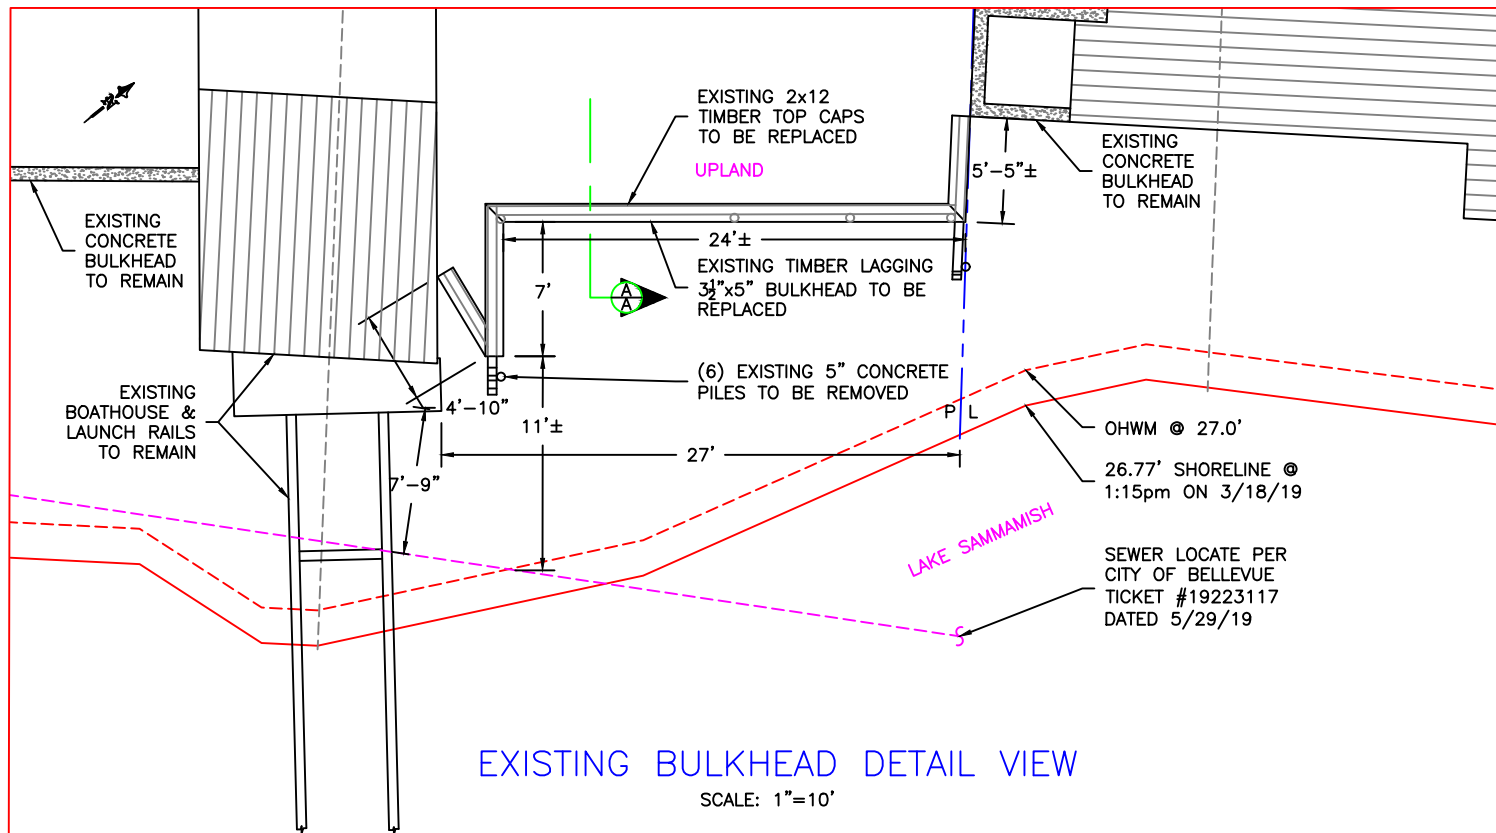 EXISTING 2x12
TIMBER TOP CAPS
TO BE REPLACED
UPLAND
5'-5"±
EXISTING
CONCRETE
BULKHEAD
TO REMAIN
EXISTING
CONCRETE
BULKHEAD
TO REMAIN
24'±
EXISTING TIMBER LAGGING
3½"x5" BULKHEAD TO BE
REPLACED
7'
A
A
(6) EXISTING 5" CONCRETE
PILES TO BE REMOVED
EXISTING
BOATHOUSE &
LAUNCH RAILS
TO REMAIN
4'-10"
11'±
P L
27'
7'-9"
OHWM @ 27.0'
26.77' SHORELINE @
1:15pm ON 3/18/19
LAKE SAMMAMISH
SEWER LOCATE PER
CITY OF BELLEVUE
TICKET #19223117
DATED 5/29/19
S
EXISTING BULKHEAD DETAIL VIEW
SCALE: 1"=10'